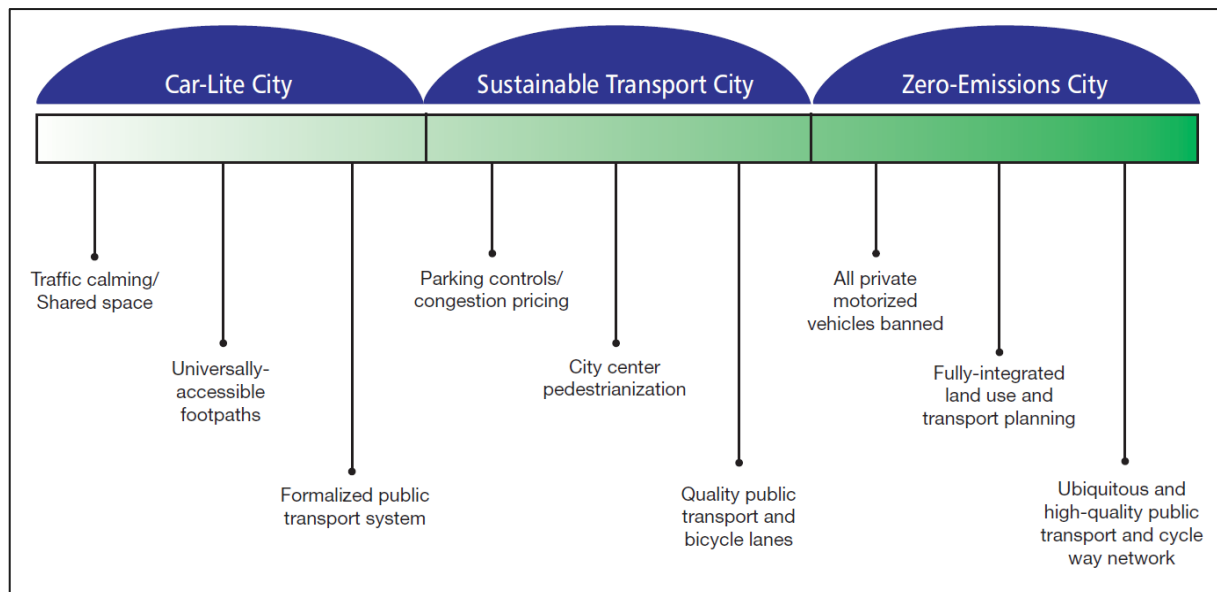 Car-Lite City
Sustainable Transport City
Zero-Emissions City
Traffic calming/
Shared space
Universally-
accessible
footpaths
Formalized public
transport system
Parking controls/
congestion pricing
City center
pedestrianization
Quality public
transport and
bicycle lanes
All private
motorized
vehicles banned
Fully-integrated
land use and
transport planning
Ubiquitous and
high-quality public
transport and cycle
way network